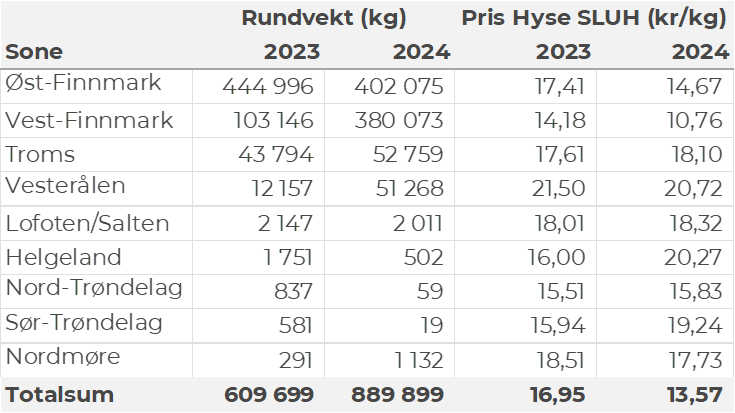 Rundvekt (kg) Pris Hyse SLUH (kr/kg)
Sone 2023 2024 2023 2024
Øst-Finnmark 444 996 402 075 17,41 14,67
Vest-Finnmark 103 146 380 073 14,18 10,76
Troms 43 794 52 759 17,61 18,10
Vesterålen 12 157 51 268 21,50 20,72
Lofoten/Salten 2 147 2 011 18,01 18,32
Helgeland 1 751 502 16,00 20,27
Nord-Trøndelag 837 59 15,51 15,83
Sør-Trøndelag 581 19 15,94 19,24
Nordmøre 291 1 132 18,51 17,73
Totalsum 609 699 889 899 16,95 13,57